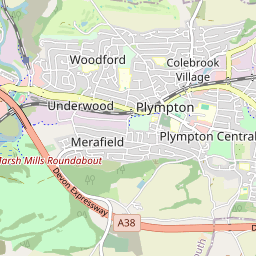 Woodford
Colebrook
Village
Underwood
Plympton
Merafield
Plympton Central
Marsh Mills Roundabout
Devon Expressway
A38